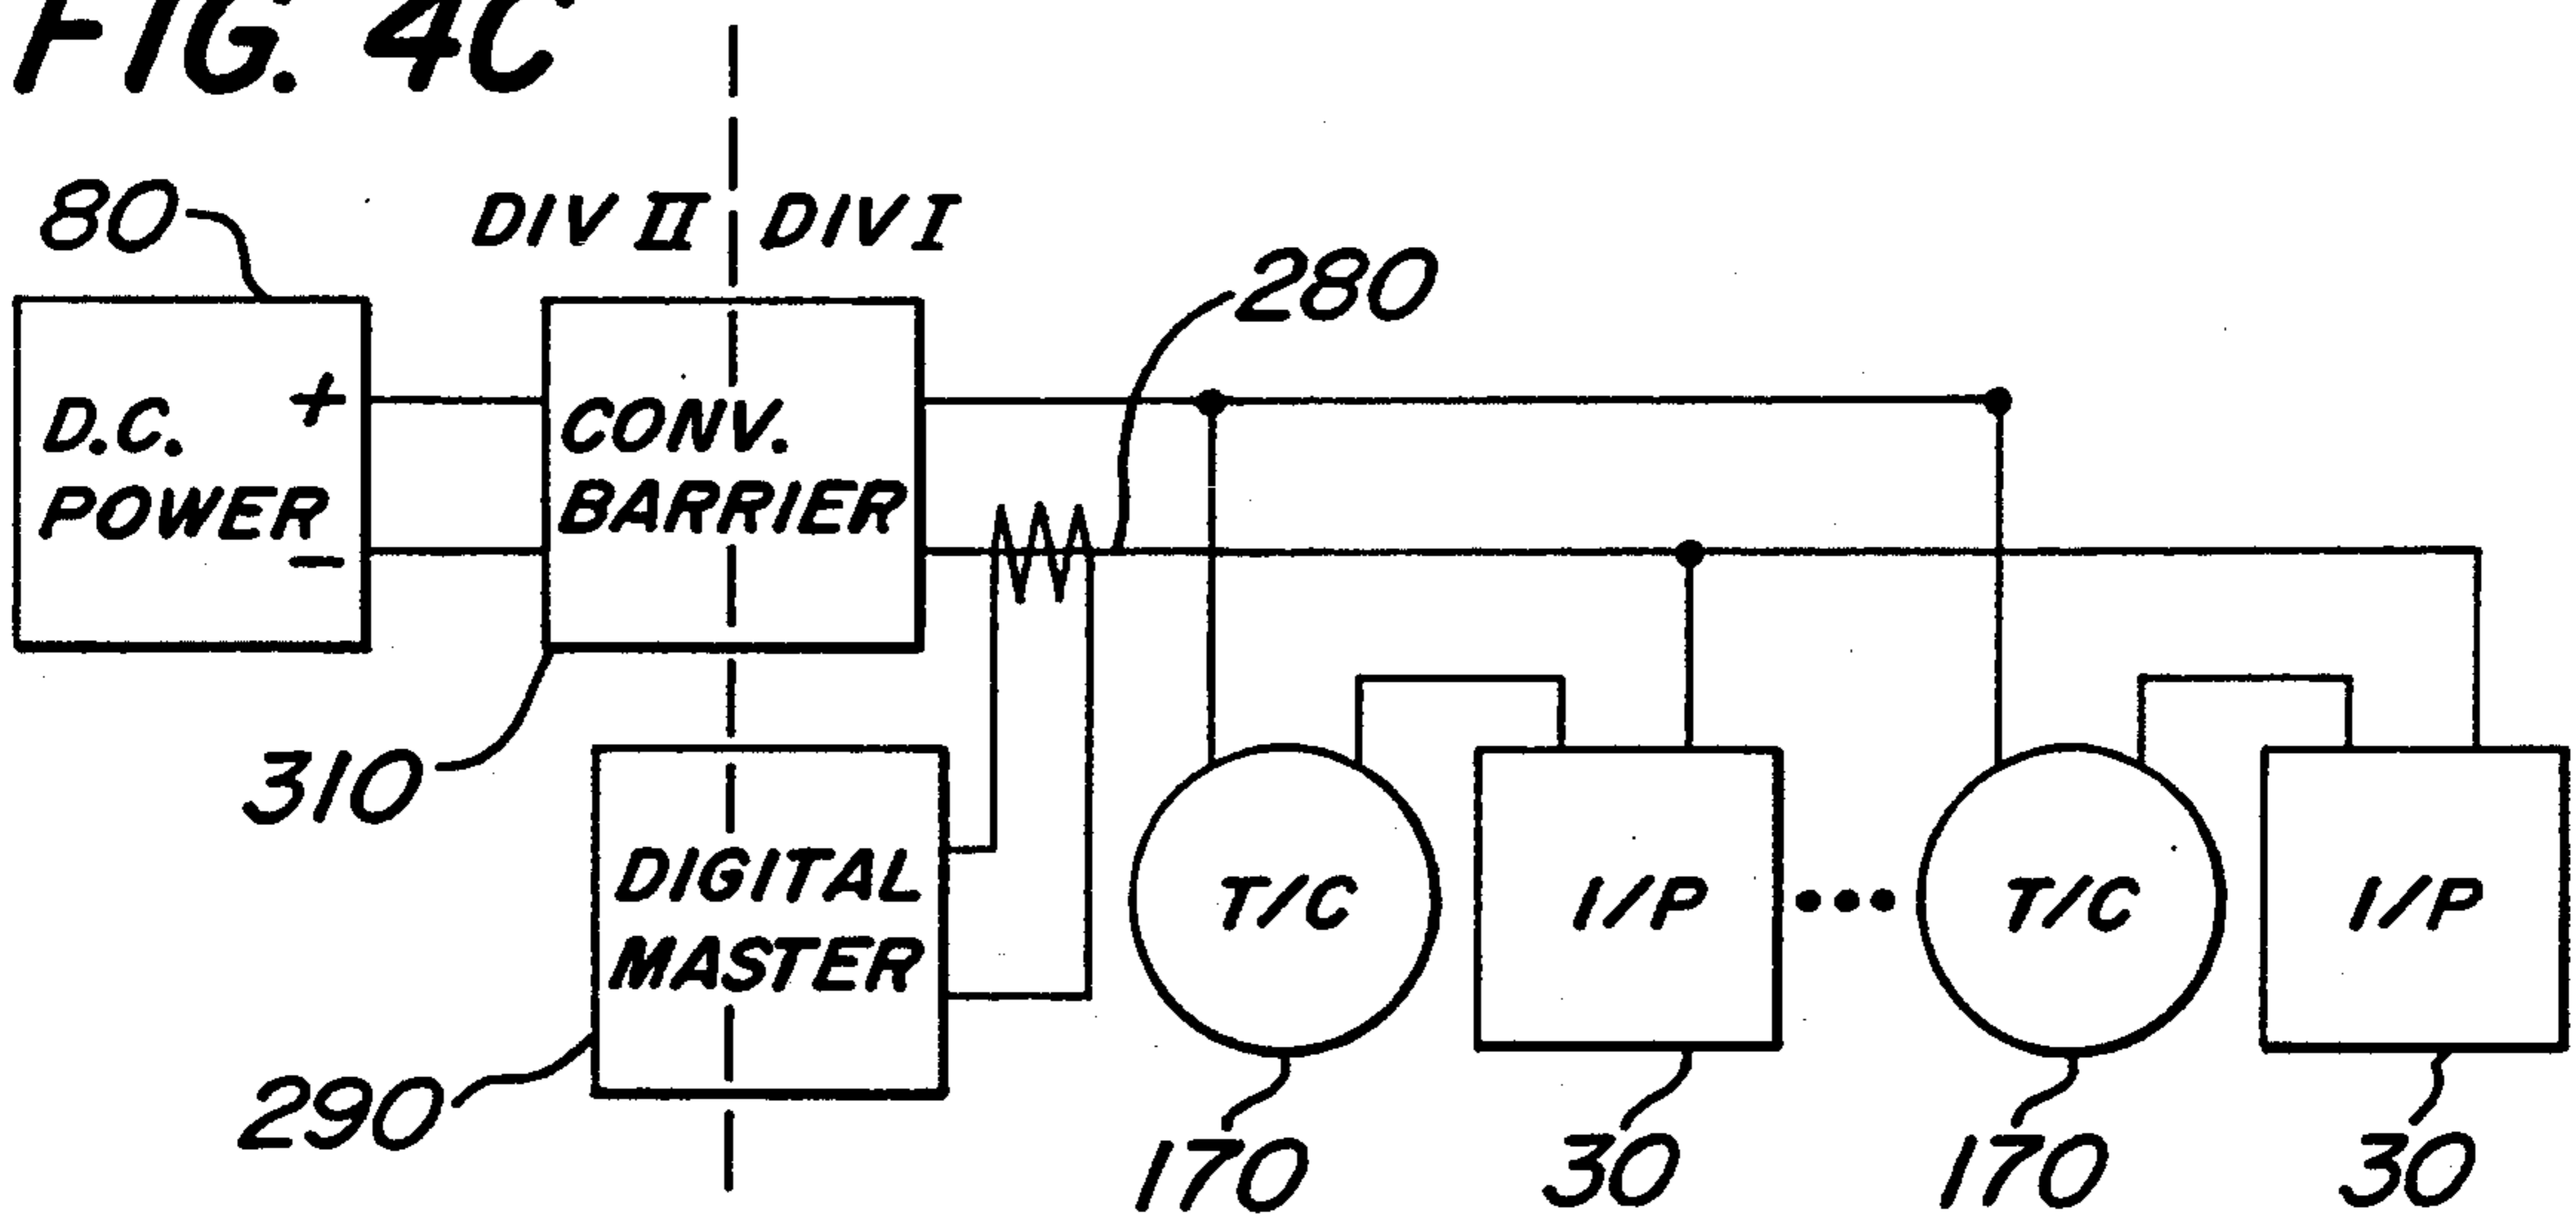 FIG. 4C
80
DIV II DIV I
280
D.C. +
POWER
-
CONV.
BARRIER
310
DIGITAL
MASTER
290
T/C
I/P
•••
T/C
I/P
170
30
170
30